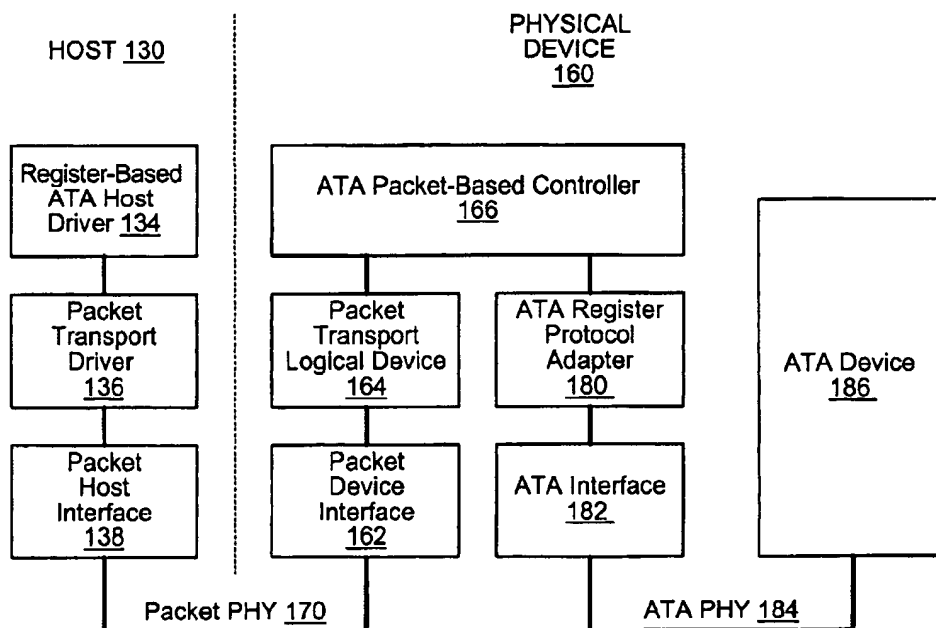 HOST 130
PHYSICAL
DEVICE
160
Register-Based
ATA Host
Driver 134
Packet
Transport
Driver
136
Packet
Host
Interface
138
ATA Packet-Based Controller
166
Packet
Transport
Logical Device
164
ATA Register
Protocol
Adapter
180
Packet
Device
Interface
162
ATA Interface
182
ATA Device
186
Packet PHY 170
ATA PHY 184